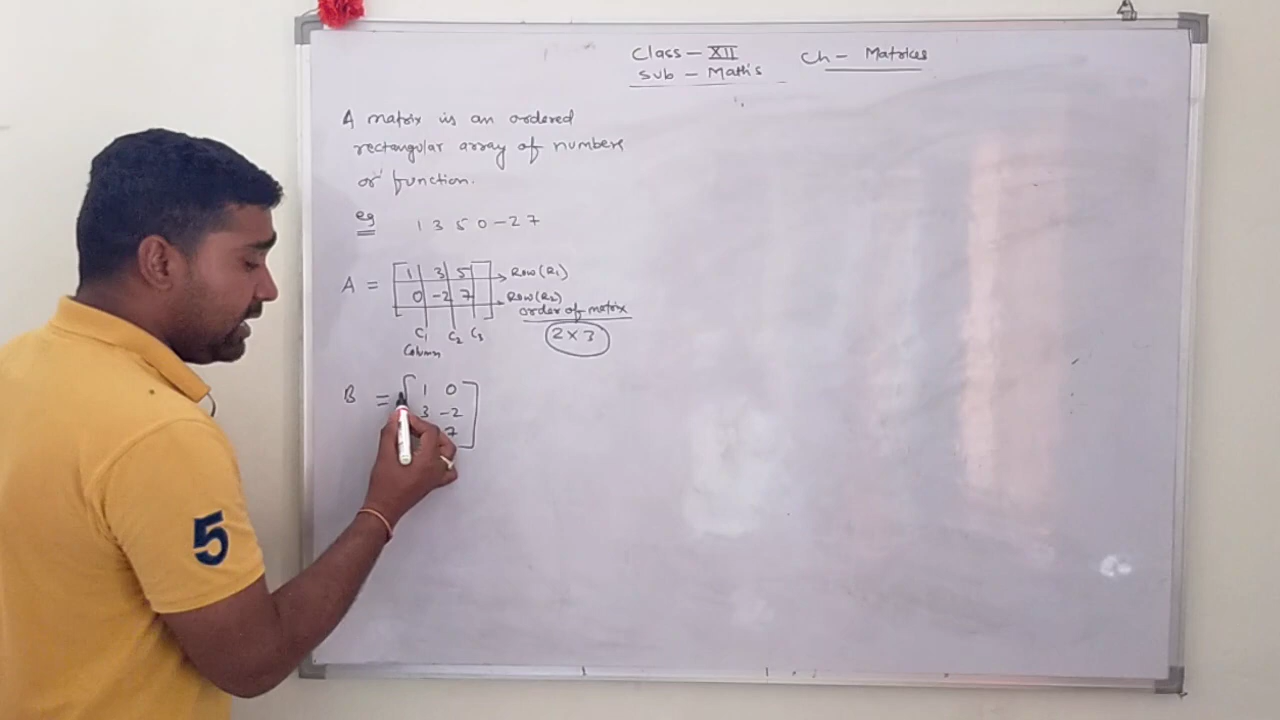 Class - XII Ch - Matrices
Sub - Maths
A matrix is an ordered
rectangular array of numbers
or function.
eg 1 3 5 0 -2 7
A = [1 3 5] → Row (R1)
0 -2 7 → Row (R2)
order of matrix
C1 C2 C3 2 × 3
Column
B = [1 0]
3 -2
7
5